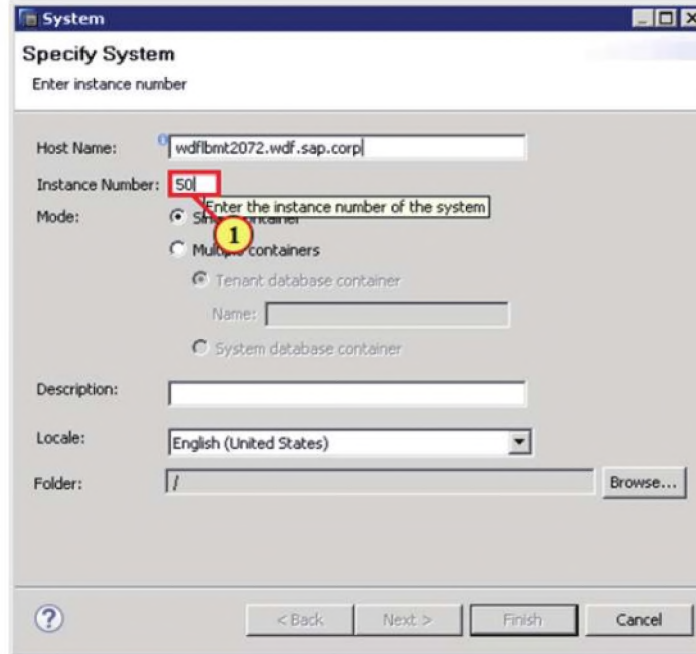 System
Specify System
Enter instance number
Host Name: wdflbmt2072.wdf.sap.corp
Instance Number: 50
Enter the instance number of the system
Mode: Single container
1
Multiple containers
Tenant database container
Name:
System database container
Description:
Locale: English (United States)
Folder: / Browse...
? < Back Next > Finish Cancel